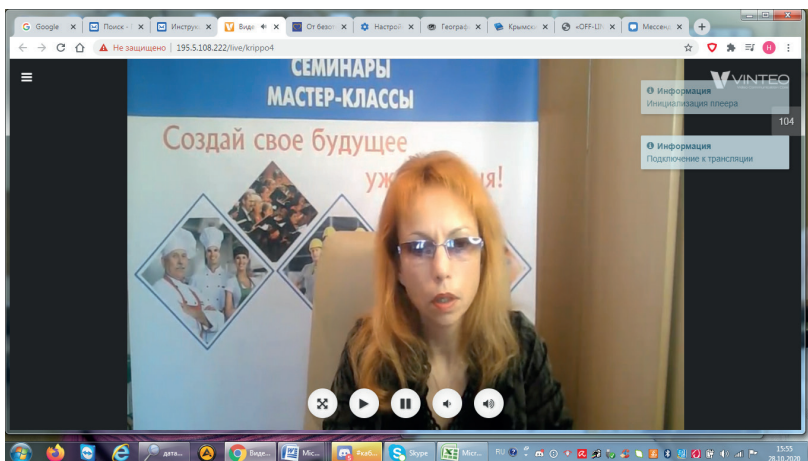 Google
Поиск -
Инструк
Виде
От безо
Настрой
Географ
Крымск
«OFF-LI
Мессен
Не защищено
195.5.108.222/live/krippo4
VINTEO
104
Информация
Инициализация плеера
Информация
Подключение к трансляции
СЕМИНАРЫ
МАСТЕР-КЛАССЫ
Создай свое будущее
уж
я!
дата...
Виде...
Mic...
Skype
Micr...
RU
15:55
28.10.2020